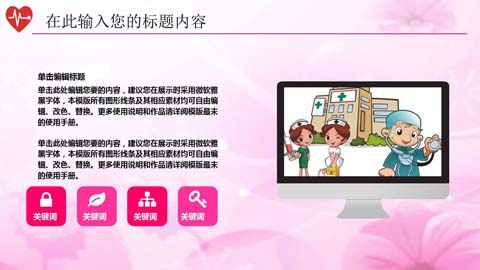 在此输入您的标题内容
单击编辑标题
单击此处编辑您要的内容，建议您在展示时采用微软雅
黑字体，本模版所有图形线条及其相应素材均可自由编
辑、改色、替换。更多使用说明和作品请详阅模版最末
的使用手册。
单击此处编辑您要的内容，建议您在展示时采用微软雅
黑字体，本模版所有图形线条及其相应素材均可自由编
辑、改色、替换。更多使用说明和作品请详阅模版最末
的使用手册。
关键词 关键词 关键词 关键词